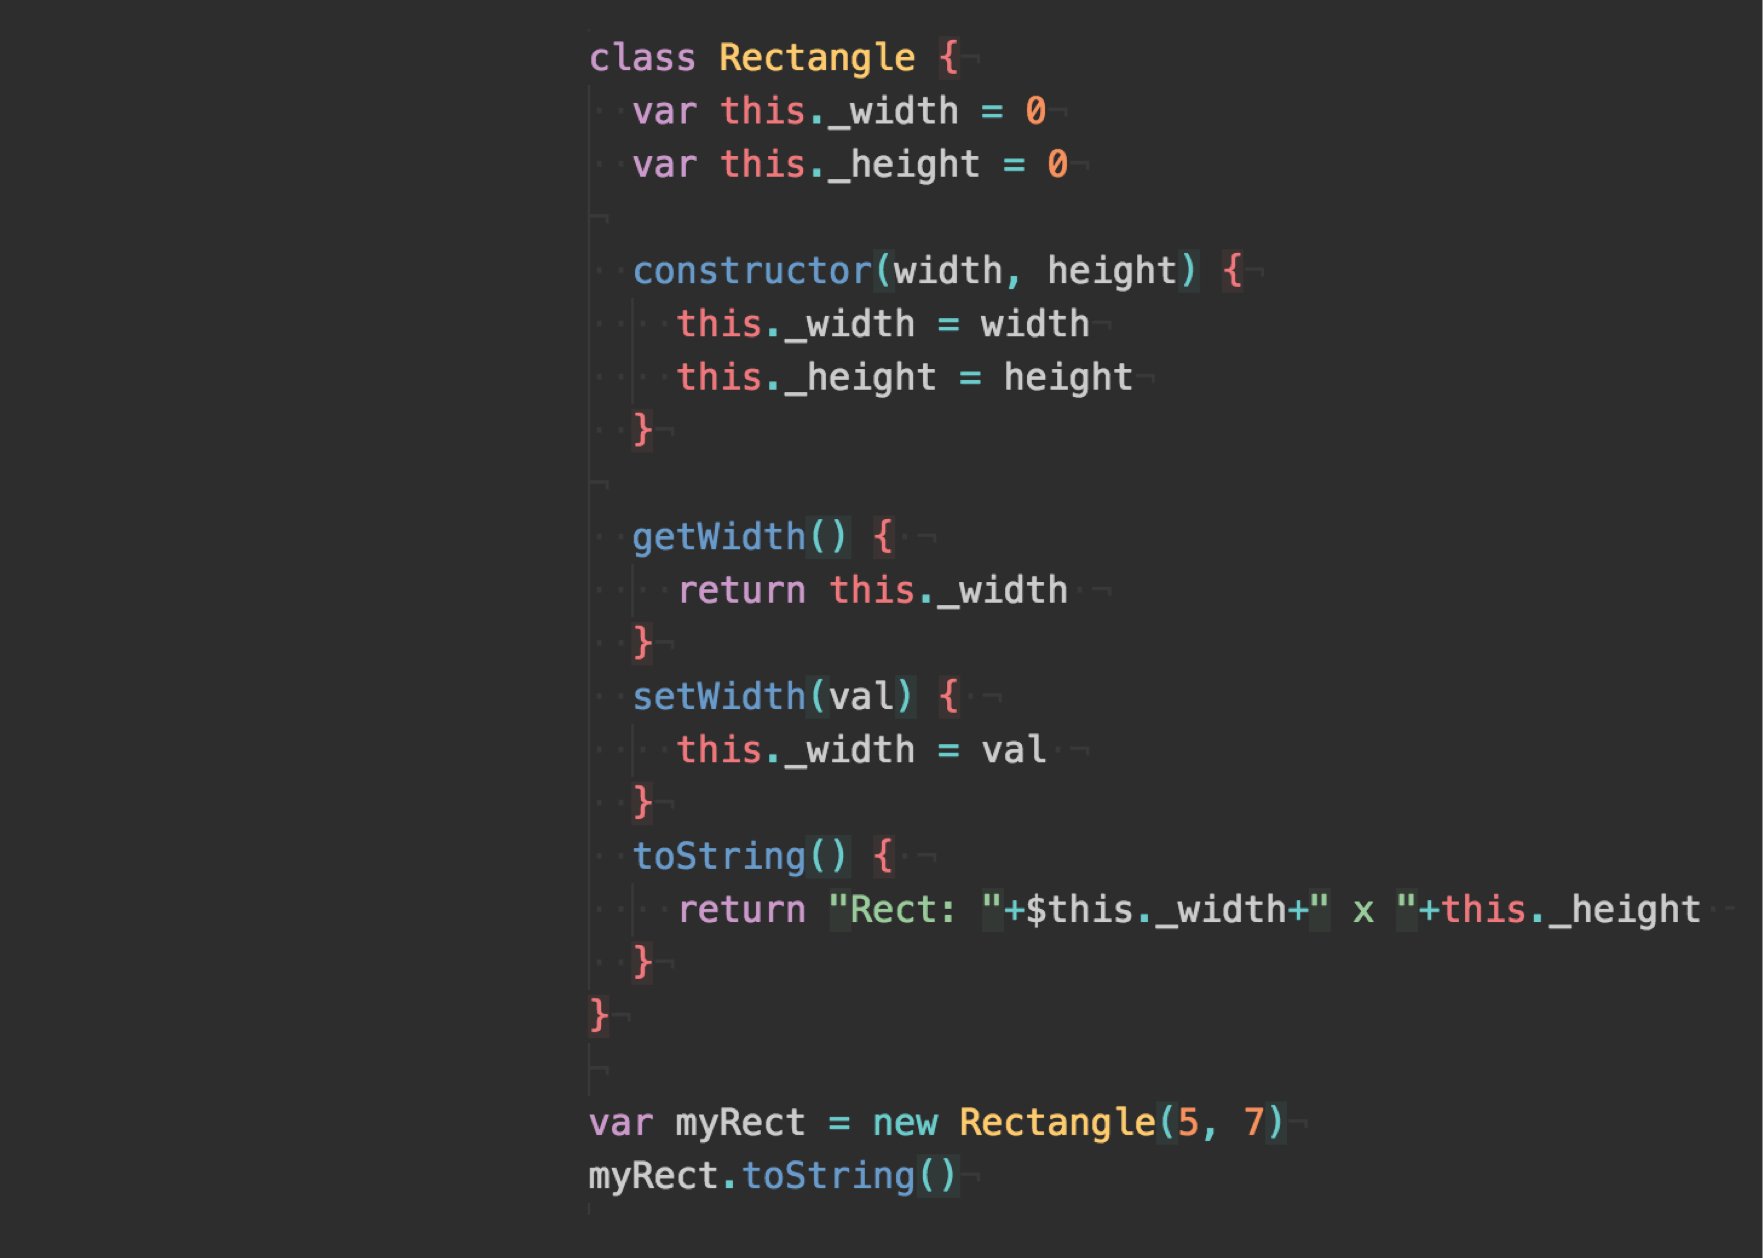 class Rectangle {
  var this._width = 0
  var this._height = 0

  constructor(width, height) {
    this._width = width
    this._height = height
  }

  getWidth() {
    return this._width
  }
  setWidth(val) {
    this._width = val
  }
  toString() {
    return "Rect: "+$this._width+" x "+this._height
  }
}

var myRect = new Rectangle(5, 7)
myRect.toString()